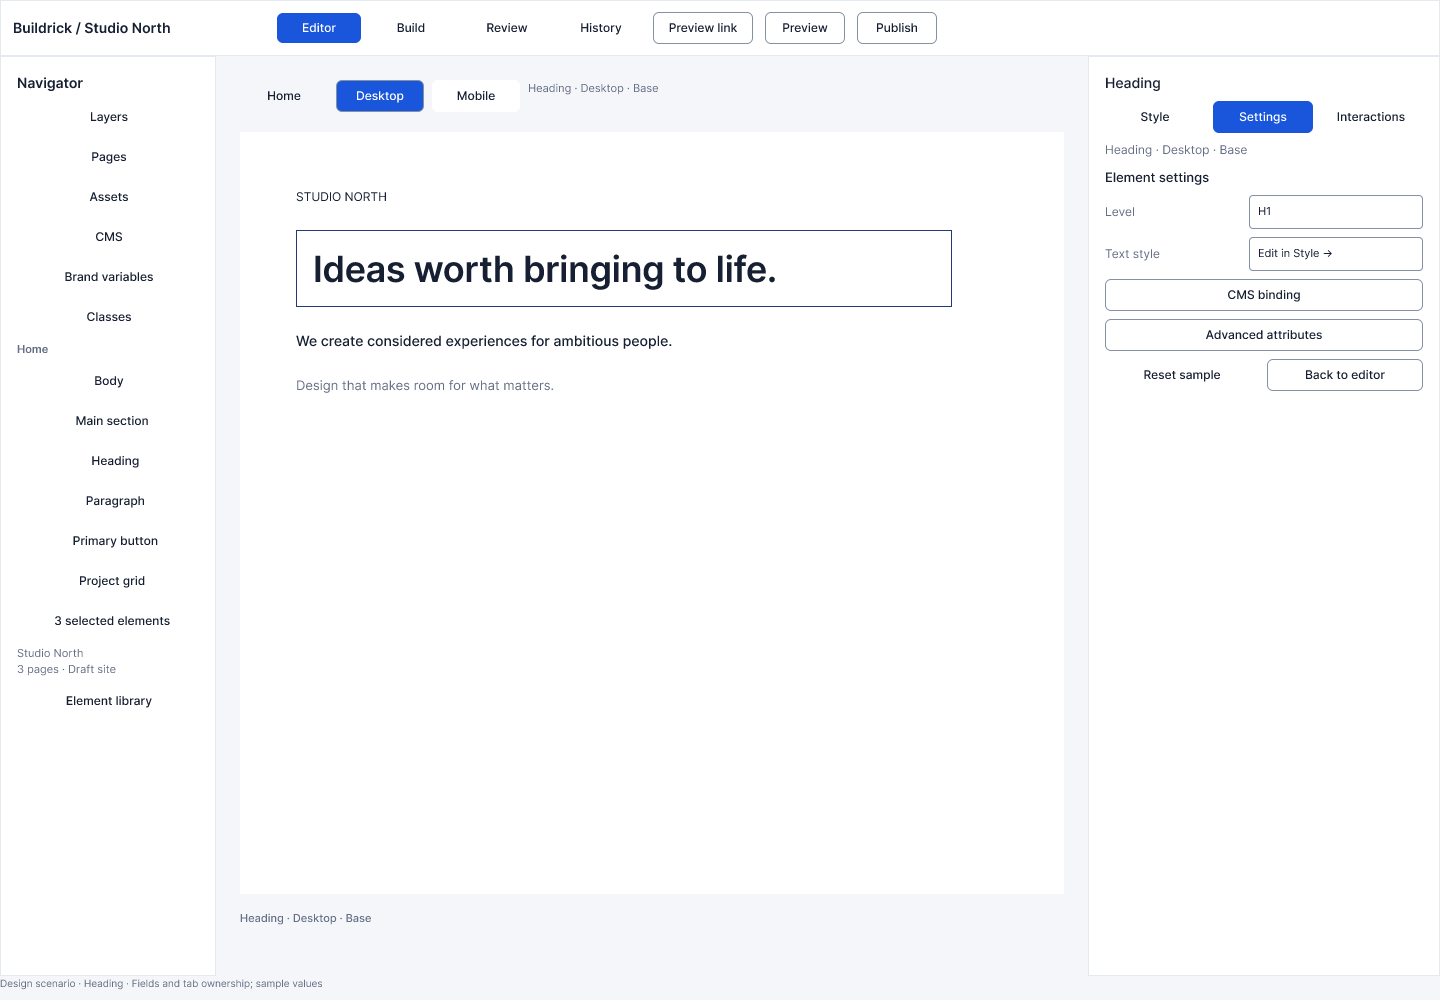 Buildrick / Studio North
Editor
Build
Review
History
Preview link
Preview
Publish
Navigator
Layers
Pages
Assets
CMS
Brand variables
Classes
Home
Body
Main section
Heading
Paragraph
Primary button
Project grid
3 selected elements
Studio North
3 pages · Draft site
Element library
Home
Desktop
Mobile
Heading · Desktop · Base
STUDIO NORTH
Ideas worth bringing to life.
We create considered experiences for ambitious people.
Design that makes room for what matters.
Heading · Desktop · Base
Heading
Style
Settings
Interactions
Heading · Desktop · Base
Element settings
Level
H1
Text style
Edit in Style →
CMS binding
Advanced attributes
Reset sample
Back to editor
Design scenario · Heading · Fields and tab ownership; sample values